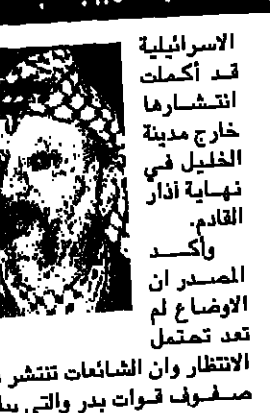 الاسرائيلية
قد أكملت
انتشارها
خارج مدينة
الخليل في
نهاية أذار
القادم.
وأكد
المصدر ان
الاوضاع لم
تعد تحتمل
الانتظار وان الشائعات تنتشر
صفوف قوات بدر والتي